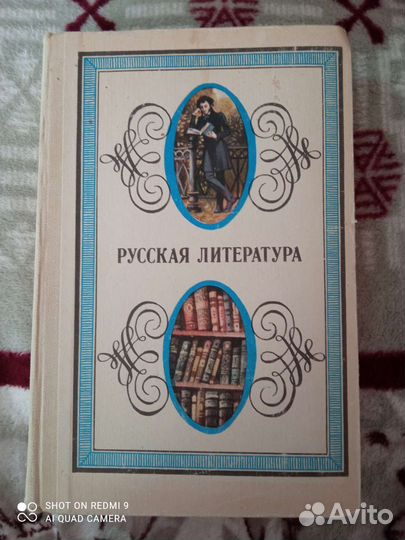 РУССКАЯ ЛИТЕРАТУРА
SHOT ON REDMI 9
AI QUAD CAMERA
Avito